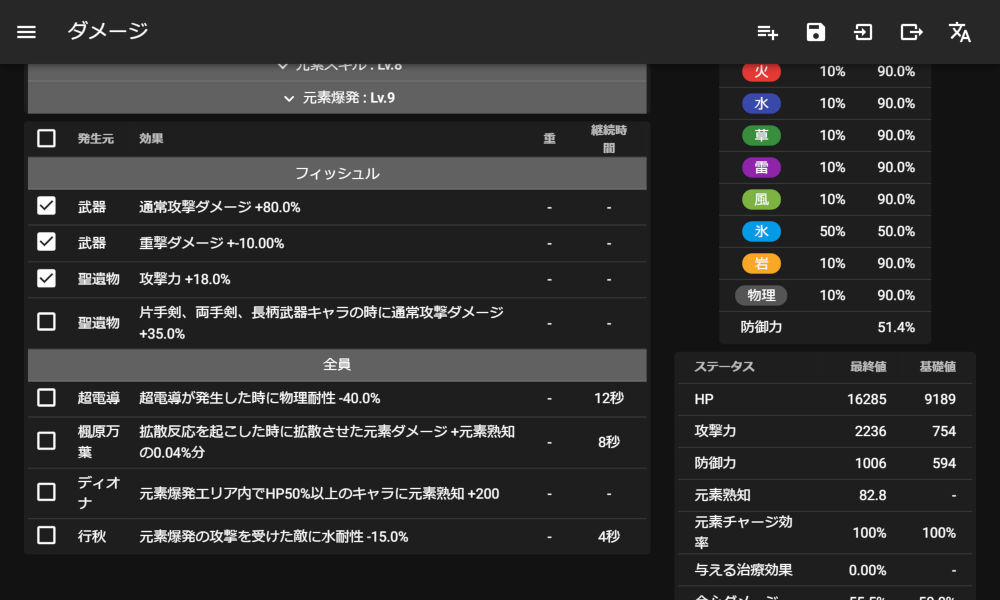 ダメージ
元素スキル : Lv.8
元素爆発 : Lv.9
発生元 効果 重 継続時
間
フィッシュル
武器 通常攻撃ダメージ +80.0% - -
武器 重撃ダメージ +-10.00% - -
聖遺物 攻撃力 +18.0% - -
聖遺物 片手剣、両手剣、長柄武器キャラの時に通常攻撃ダメージ
+35.0% - -
全員
超電導 超電導が発生した時に物理耐性 -40.0% - 12秒
楓原万
葉 拡散反応を起こした時に拡散させた元素ダメージ +元素熟知
の0.04%分 - 8秒
ディオ
ナ 元素爆発エリア内でHP50%以上のキャラに元素熟知 +200 - -
行秋 元素爆発の攻撃を受けた敵に水耐性 -15.0% - 4秒
火 10% 90.0%
水 10% 90.0%
草 10% 90.0%
雷 10% 90.0%
風 10% 90.0%
氷 50% 50.0%
岩 10% 90.0%
物理 10% 90.0%
防御力 51.4%
ステータス 最終値 基礎値
HP 16285 9189
攻撃力 2236 754
防御力 1006 594
元素熟知 82.8 -
元素チャージ効
率 100% 100%
与える治療効果 0.00% -